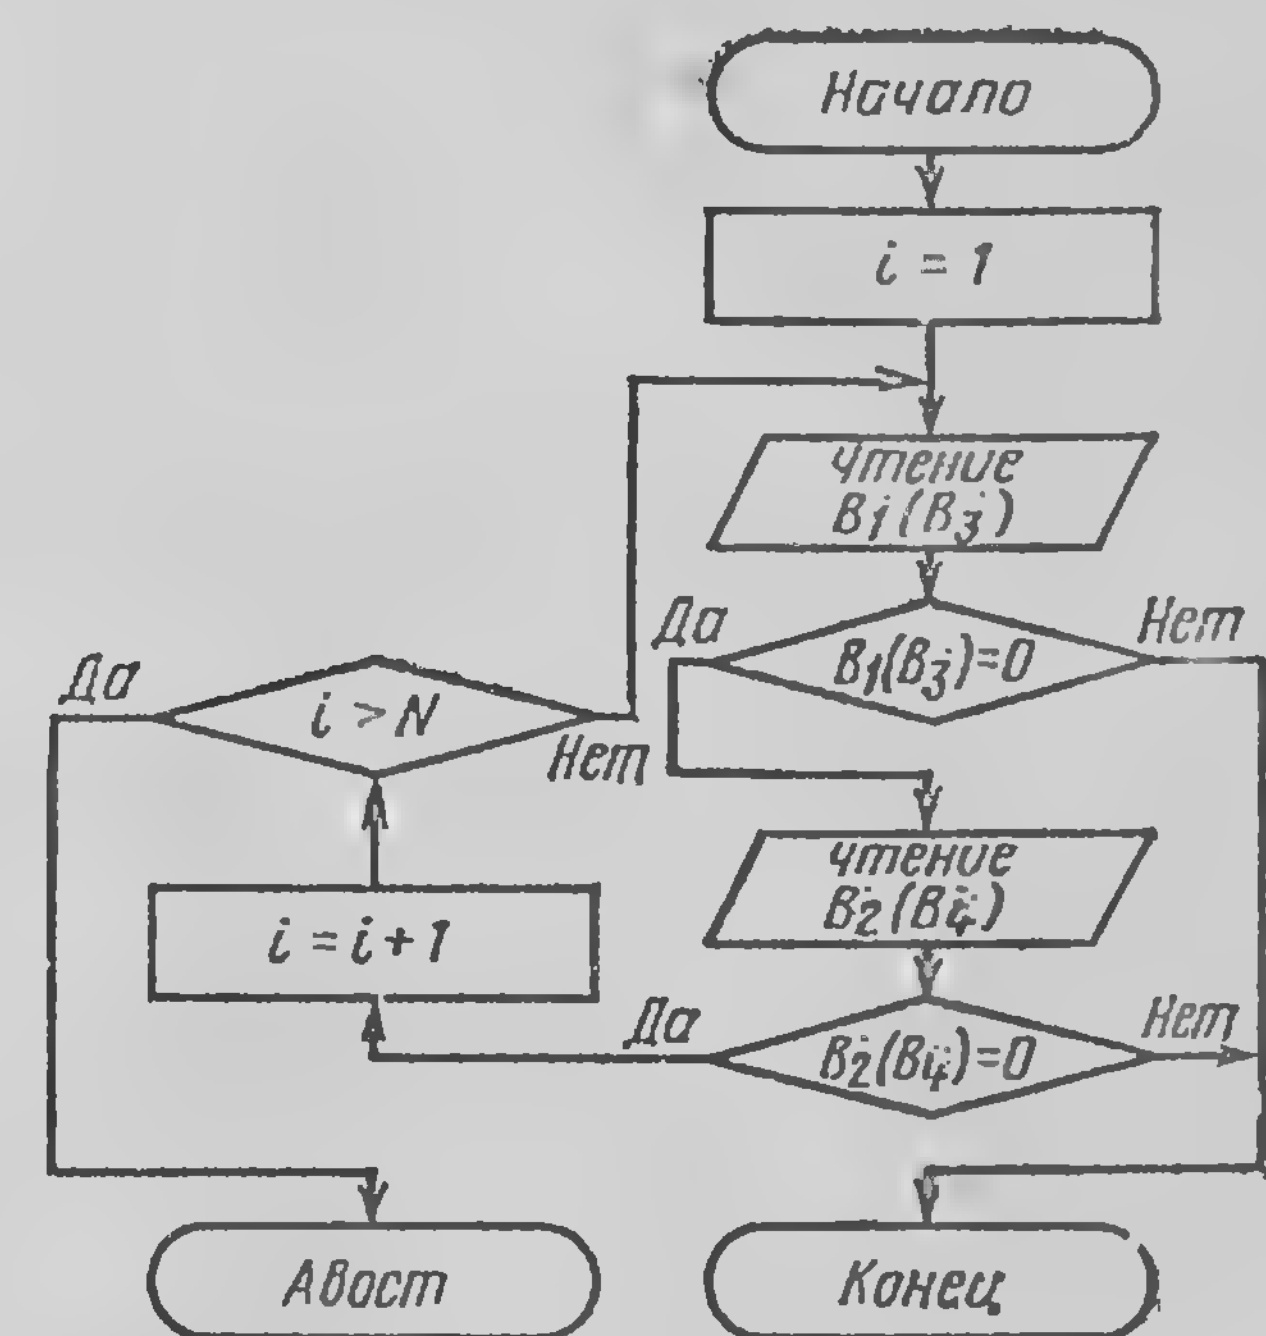 Начало
i = 1
чтение
B1(B3)
Да
B1(B3)=0
Нет
Да
i > N
Нет
чтение
B2(B4)
i = i + 1
Да
B2(B4)=0
Нет
Авост
Конец